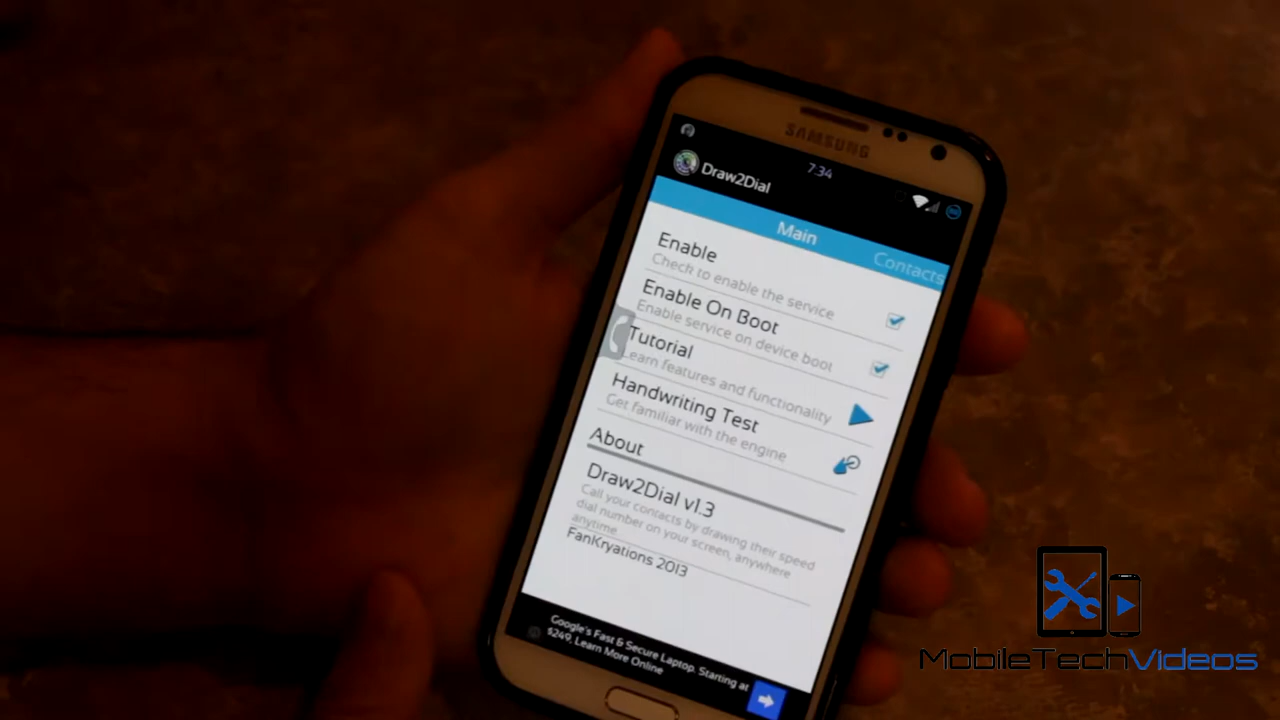 SAMSUNG
7:34
Draw2Dial
Main
Contacts
Enable
Check to enable the service
Enable On Boot
Enable service on device boot
Tutorial
Learn features and functionality
Handwriting Test
Get familiar with the engine
About
Draw2Dial v1.3
Call your contacts by drawing their speed
dial number on your screen, anywhere
anytime
FanKryations 2013
Google's Fast & Secure Laptop. Starting at
$249, Learn More Online
MobileTechVideos